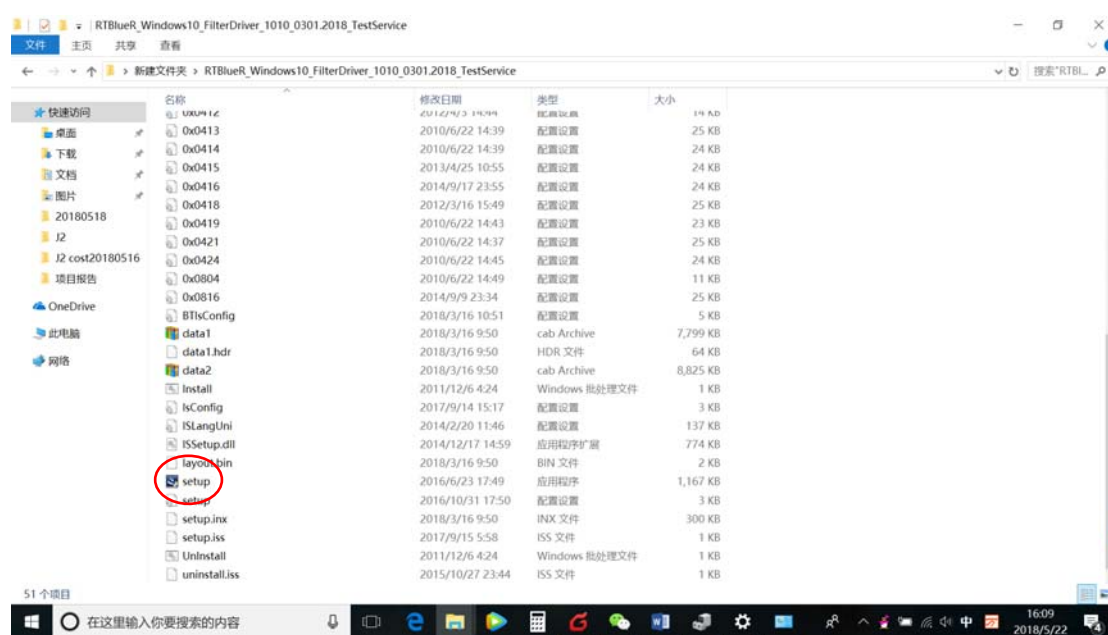 RTBlueR_Windows10_FilterDriver_1010_0301.2018_TestService
文件 主页 共享 查看
新建文件夹 › RTBlueR_Windows10_FilterDriver_1010_0301.2018_TestService 搜索"RTBl...
名称 修改日期 类型 大小
快速访问
桌面
下载
文档
图片
20180518
J2
J2 cost20180516
项目报告
OneDrive
此电脑
网络
0x0412 2012/4/3 14:44 配置设置 14 KB
0x0413 2010/6/22 14:39 配置设置 25 KB
0x0414 2010/6/22 14:39 配置设置 24 KB
0x0415 2013/4/25 10:55 配置设置 24 KB
0x0416 2014/9/17 23:55 配置设置 24 KB
0x0418 2012/3/16 15:49 配置设置 25 KB
0x0419 2010/6/22 14:43 配置设置 23 KB
0x0421 2010/6/22 14:37 配置设置 25 KB
0x0424 2010/6/22 14:45 配置设置 24 KB
0x0804 2010/6/22 14:49 配置设置 11 KB
0x0816 2014/9/9 23:34 配置设置 25 KB
BTIsConfig 2018/3/16 10:51 配置设置 5 KB
data1 2018/3/16 9:50 cab Archive 7,799 KB
data1.hdr 2018/3/16 9:50 HDR 文件 64 KB
data2 2018/3/16 9:50 cab Archive 8,825 KB
Install 2011/12/6 4:24 Windows 批处理文件 1 KB
IsConfig 2017/9/14 15:17 配置设置 3 KB
ISLangUni 2014/2/20 11:46 配置设置 137 KB
ISSetup.dll 2014/12/17 14:59 应用程序扩展 774 KB
layout.bin 2018/3/16 9:50 BIN 文件 2 KB
setup 2016/6/23 17:49 应用程序 1,167 KB
setup 2016/10/31 17:50 配置设置 3 KB
setup.inx 2018/3/16 9:50 INX 文件 300 KB
setup.iss 2017/9/15 5:58 ISS 文件 1 KB
UnInstall 2011/12/6 4:24 Windows 批处理文件 1 KB
uninstall.iss 2015/10/27 23:44 ISS 文件 1 KB
51 个项目
在这里输入你要搜索的内容 中 16:09
2018/5/22